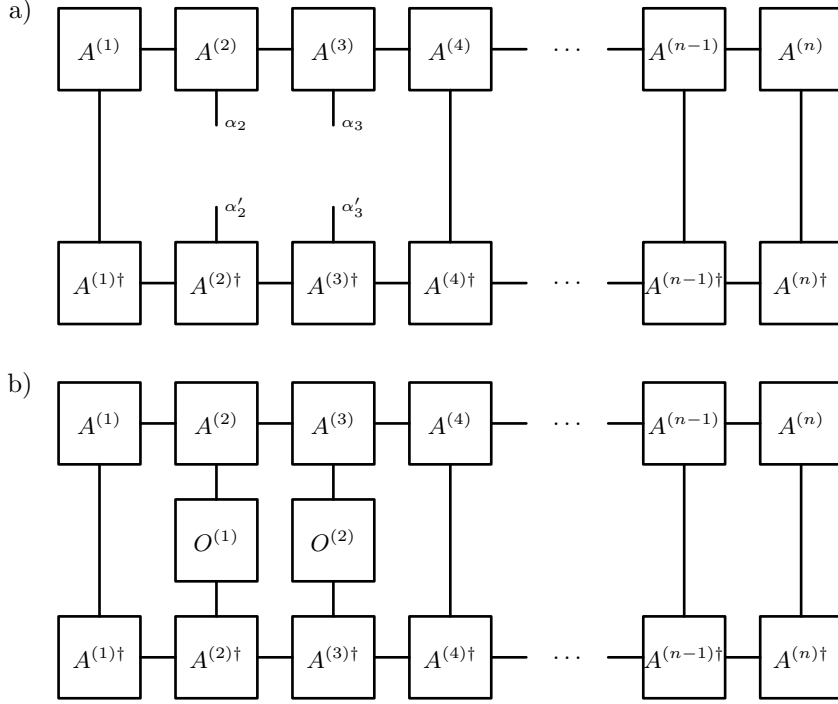 a)
A^{(1)} A^{(2)} A^{(3)} A^{(4)} ⋯ A^{(n−1)} A^{(n)}
α_2 α_3
α′_2 α′_3
A^{(1)†} A^{(2)†} A^{(3)†} A^{(4)†} ⋯ A^{(n−1)†} A^{(n)†}
b)
A^{(1)} A^{(2)} A^{(3)} A^{(4)} ⋯ A^{(n−1)} A^{(n)}
O^{(1)} O^{(2)}
A^{(1)†} A^{(2)†} A^{(3)†} A^{(4)†} ⋯ A^{(n−1)†} A^{(n)†}